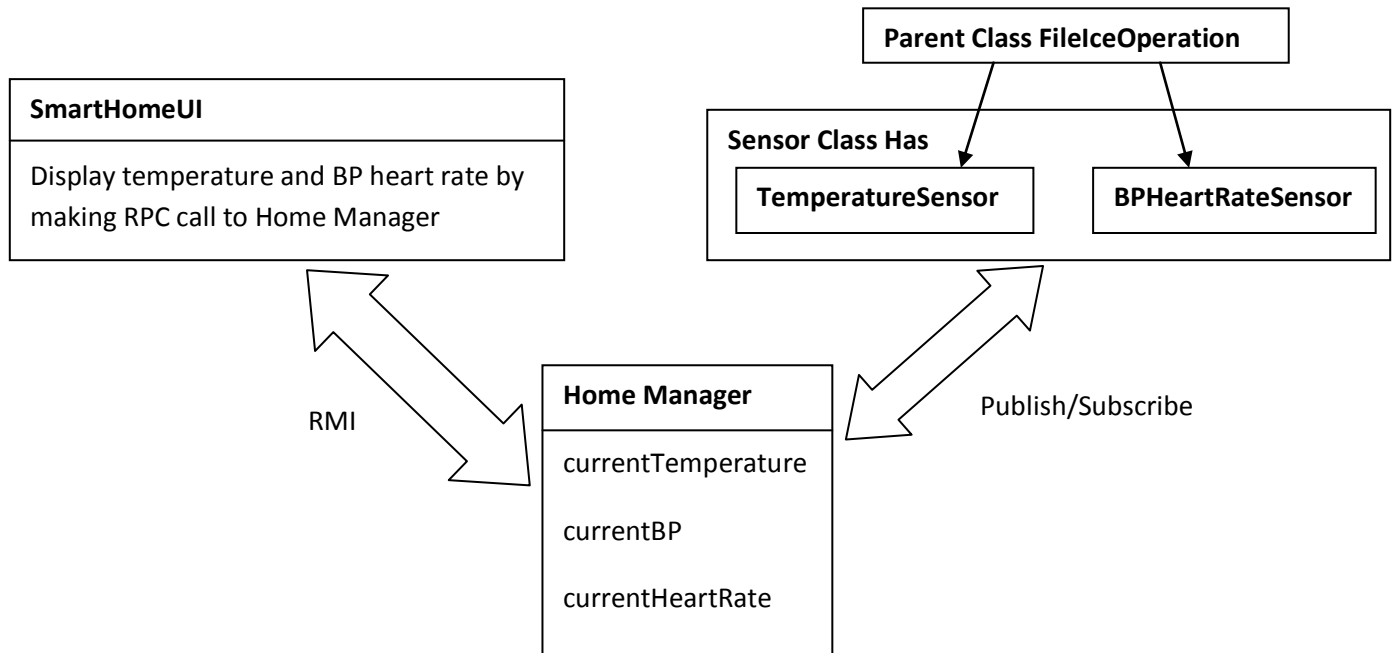 Parent Class FileIceOperation
SmartHomeUI
Display temperature and BP heart rate by
making RPC call to Home Manager
Sensor Class Has
TemperatureSensor
BPHeartRateSensor
RMI
Publish/Subscribe
Home Manager
currentTemperature
currentBP
currentHeartRate